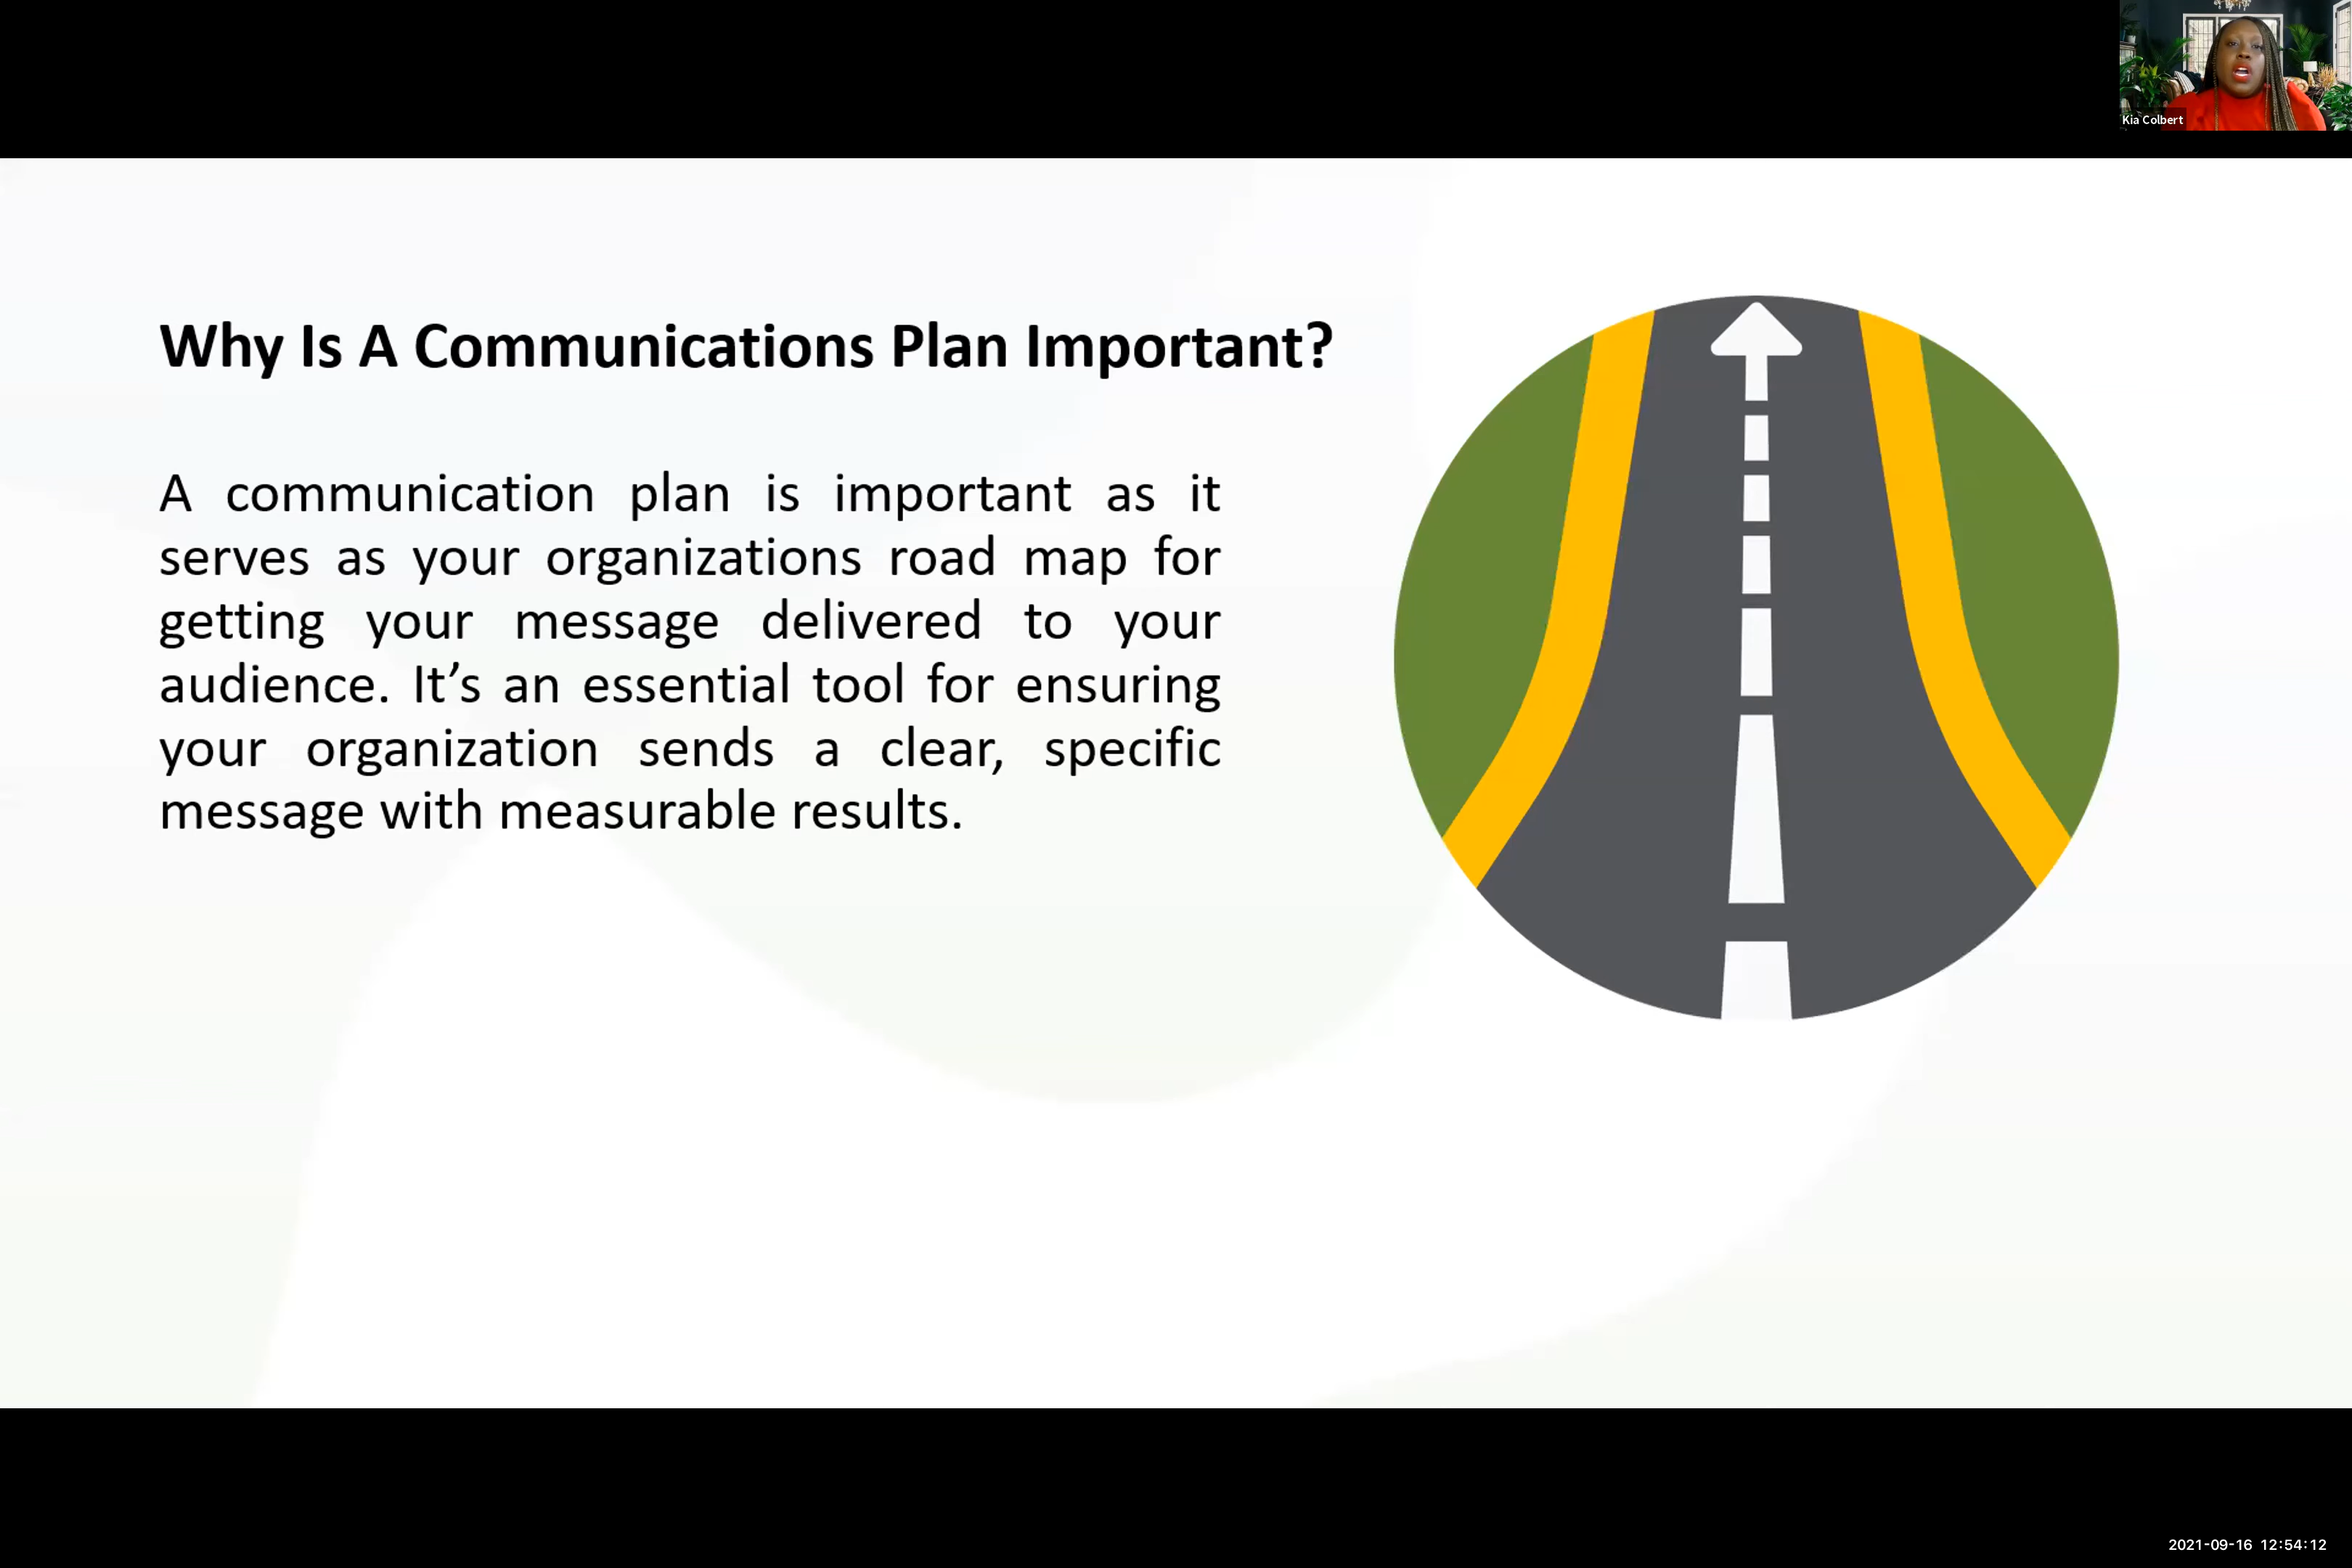 Kia Colbert
Why Is A Communications Plan Important?
A communication plan is important as it
serves as your organizations road map for
getting your message delivered to your
audience. It’s an essential tool for ensuring
your organization sends a clear, specific
message with measurable results.
2021-09-16 12:54:12